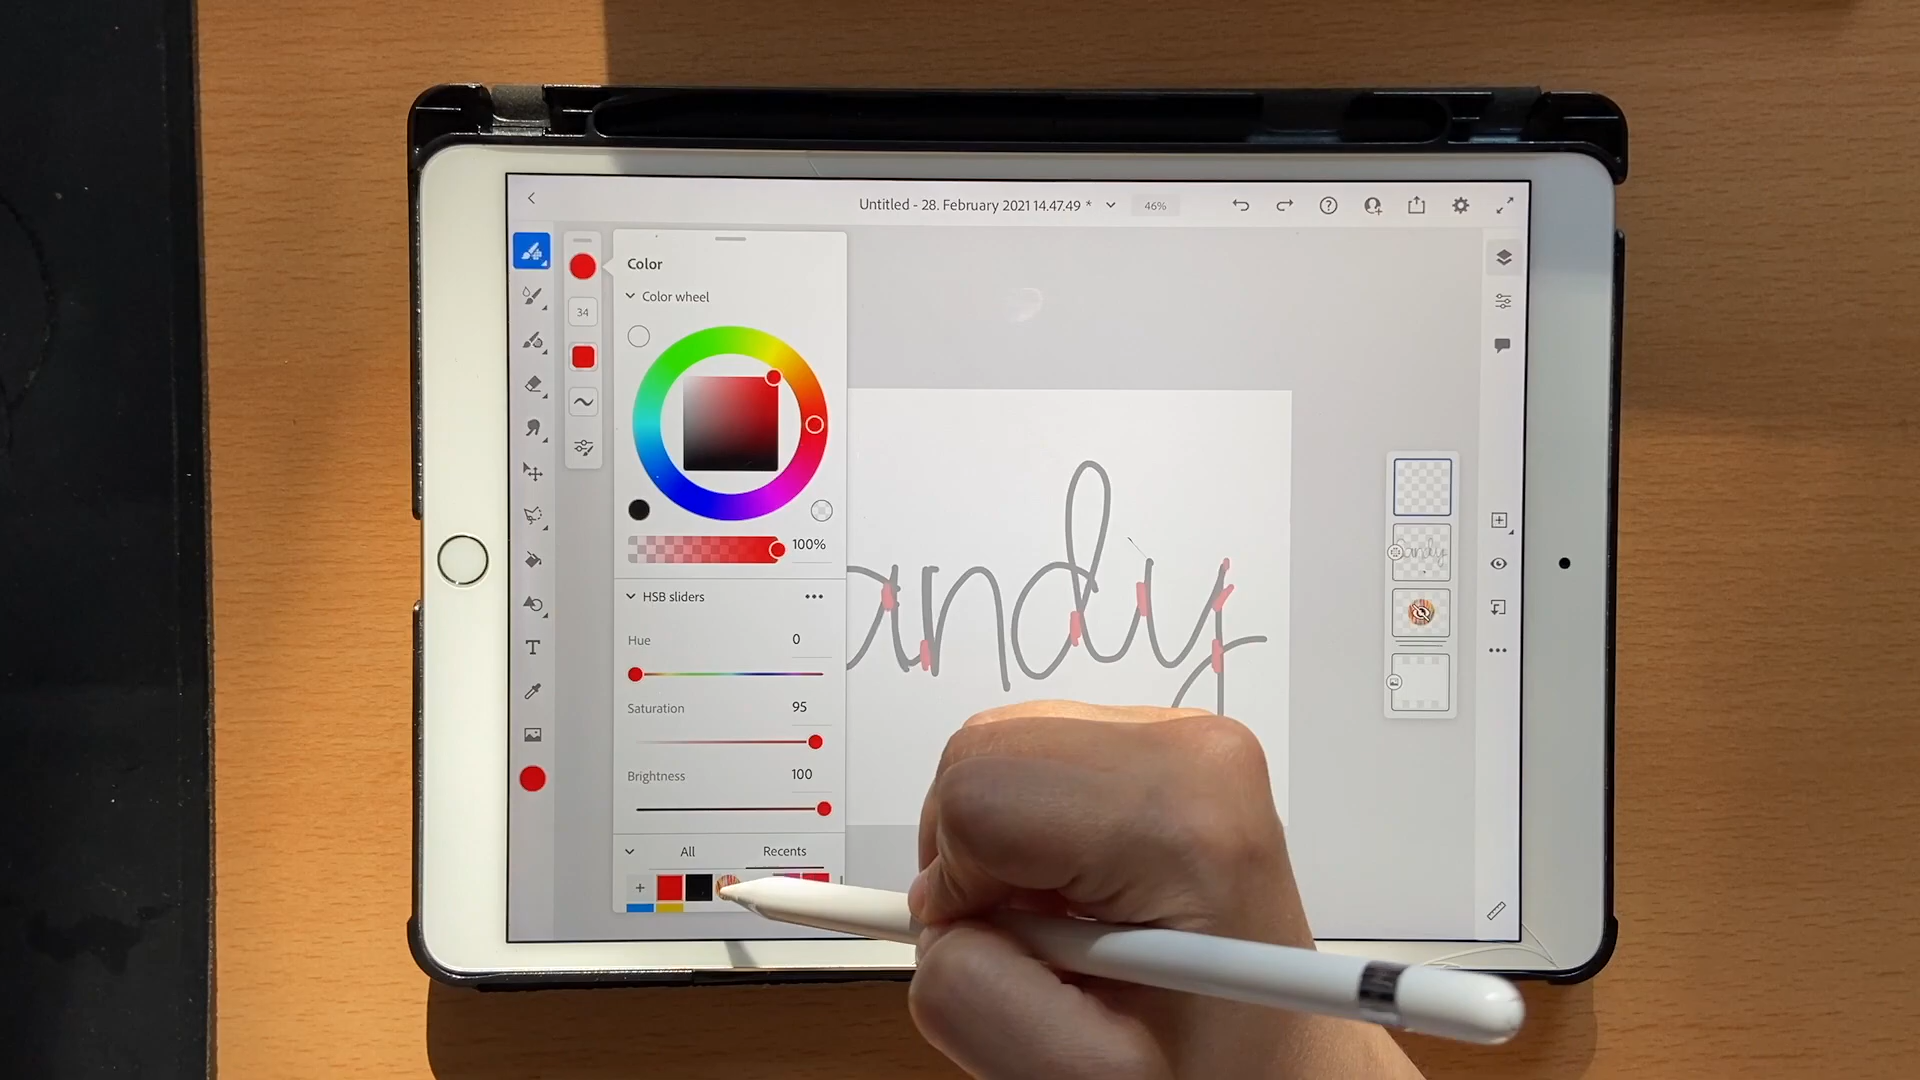 Untitled - 28. February 2021 14.47.49 *
46%
Color
Color wheel
34
100%
HSB sliders
Hue
0
Saturation
95
Brightness
100
All
Recents
T
andy
Candy